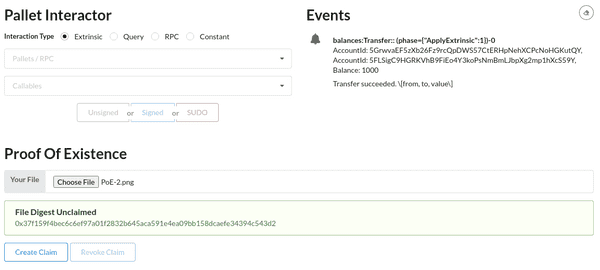 Pallet Interactor
Interaction Type Extrinsic Query RPC Constant
Pallets / RPC
Callables
Unsigned or Signed or SUDO
Events
balances:Transfer:: (phase={"ApplyExtrinsic":1})-0
AccountId: 5GrwvaEF5zXb26Fz9rcQpDWS57CtERHpNehXCPcNoHGKutQY,
AccountId: 5FLSigC9HGRKVhB9FiEo4Y3koPsNmBmLJbpXg2mp1hXcS59Y,
Balance: 1000
Transfer succeeded. \[from, to, value\]
Proof Of Existence
Your File Choose File PoE-2.png
File Digest Unclaimed
0x37f159f4bec6c6ef97a01f2832b645aca591e4ea09bb158dcaefe34394c543d2
Create Claim Revoke Claim